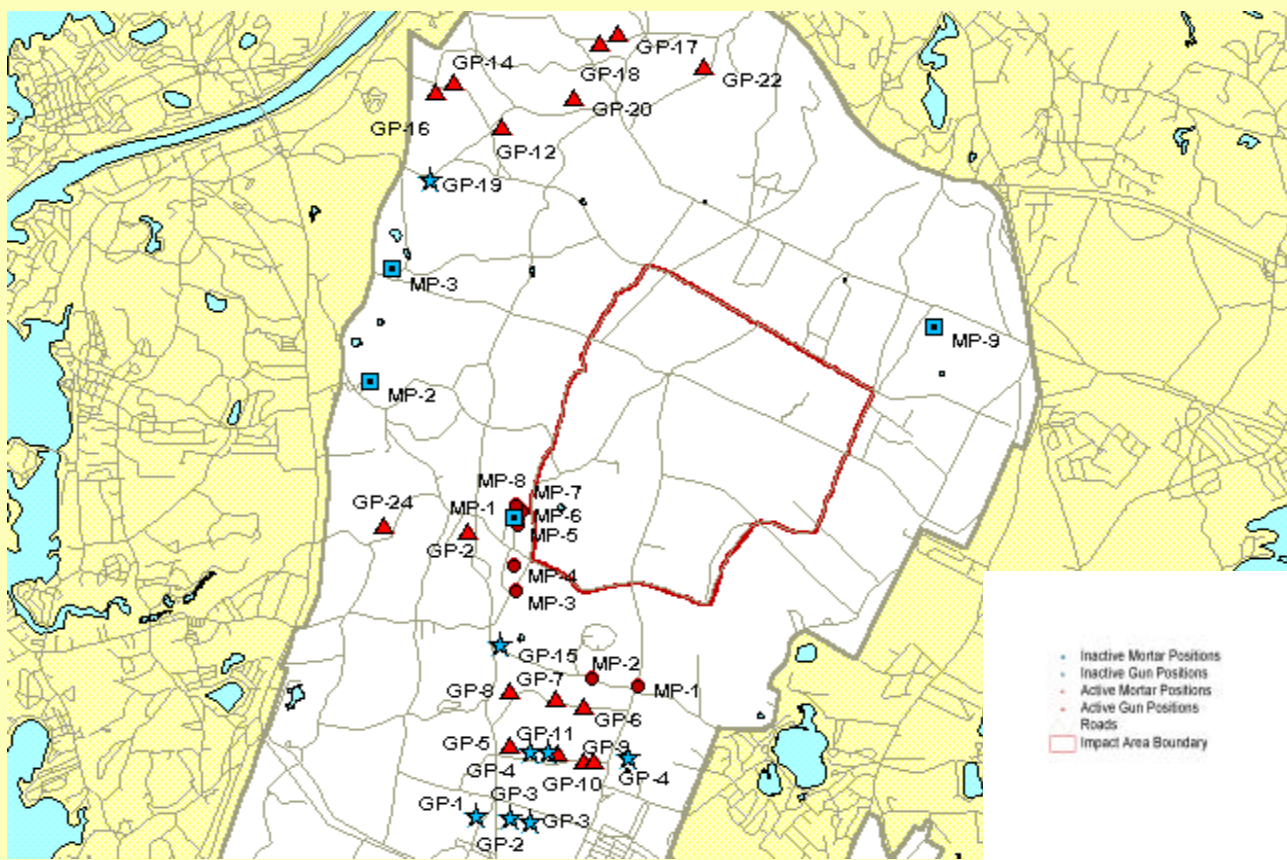 GP-17
GP-14
GP-18
GP-22
GP-20
GP-16
GP-12
GP-19
MP-3
MP-9
MP-2
MP-8
MP-7
GP-24
MP-1
MP-6
GP-2
MP-5
MP-4
MP-3
GP-15
MP-2
GP-7
MP-1
GP-8
GP-6
GP-11
GP-5
GP-9
GP-4
GP-10
GP-4
GP-3
GP-1
GP-3
GP-2
Inactive Mortar Positions
Inactive Gun Positions
Active Mortar Positions
Active Gun Positions
Roads
Impact Area Boundary